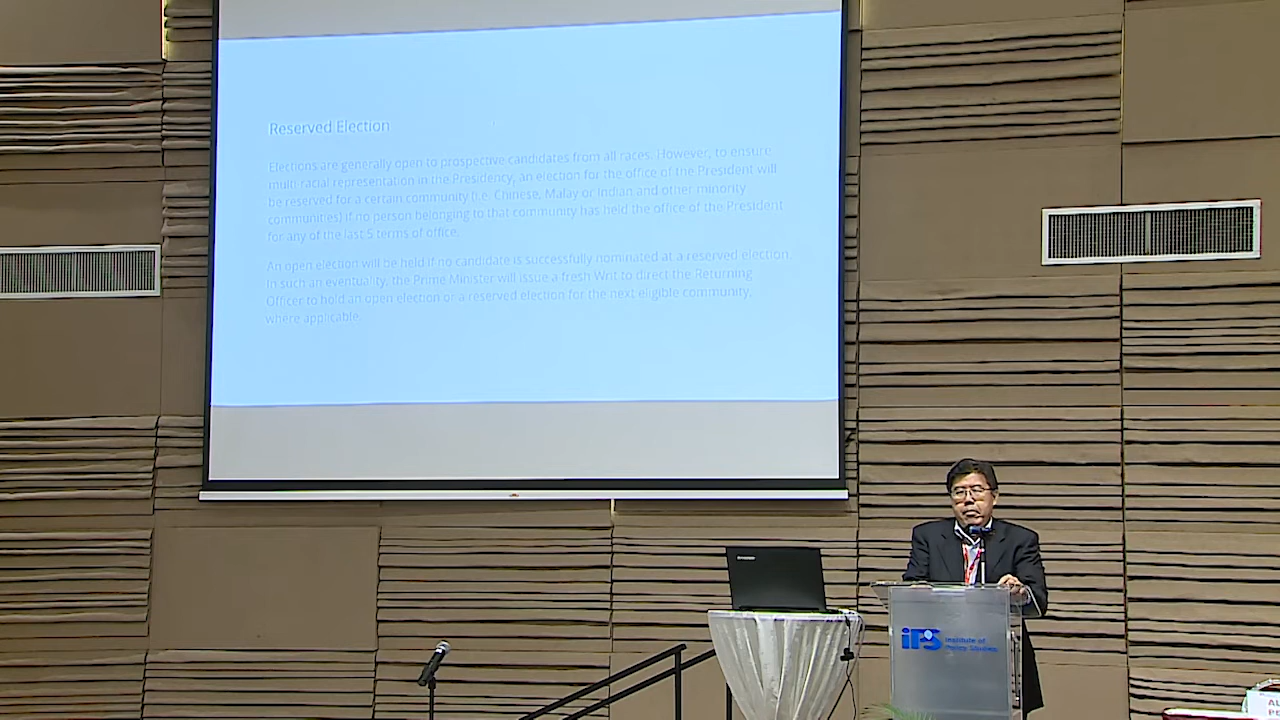 Reserved Election
Elections are generally open to prospective candidates from all races. However, to ensure
multi-racial representation in the Presidency, an election for the office of the President will
be reserved for a certain community (i.e. Chinese, Malay or Indian and other minority
communities) if no person belonging to that community has held the office of the President
for any of the last 5 terms of office.
An open election will be held if no candidate is successfully nominated at a reserved election.
In such an eventuality, the Prime Minister will issue a fresh Writ to direct the Returning
Officer to hold an open election or a reserved election for the next eligible community,
where applicable.
iPS
Institute of
Policy Studies